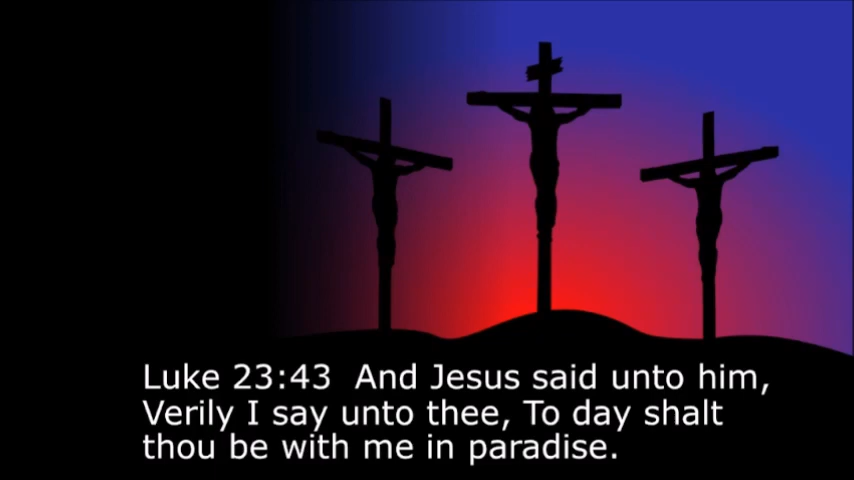 Luke 23:43  And Jesus said unto him,
Verily I say unto thee, To day shalt
thou be with me in paradise.